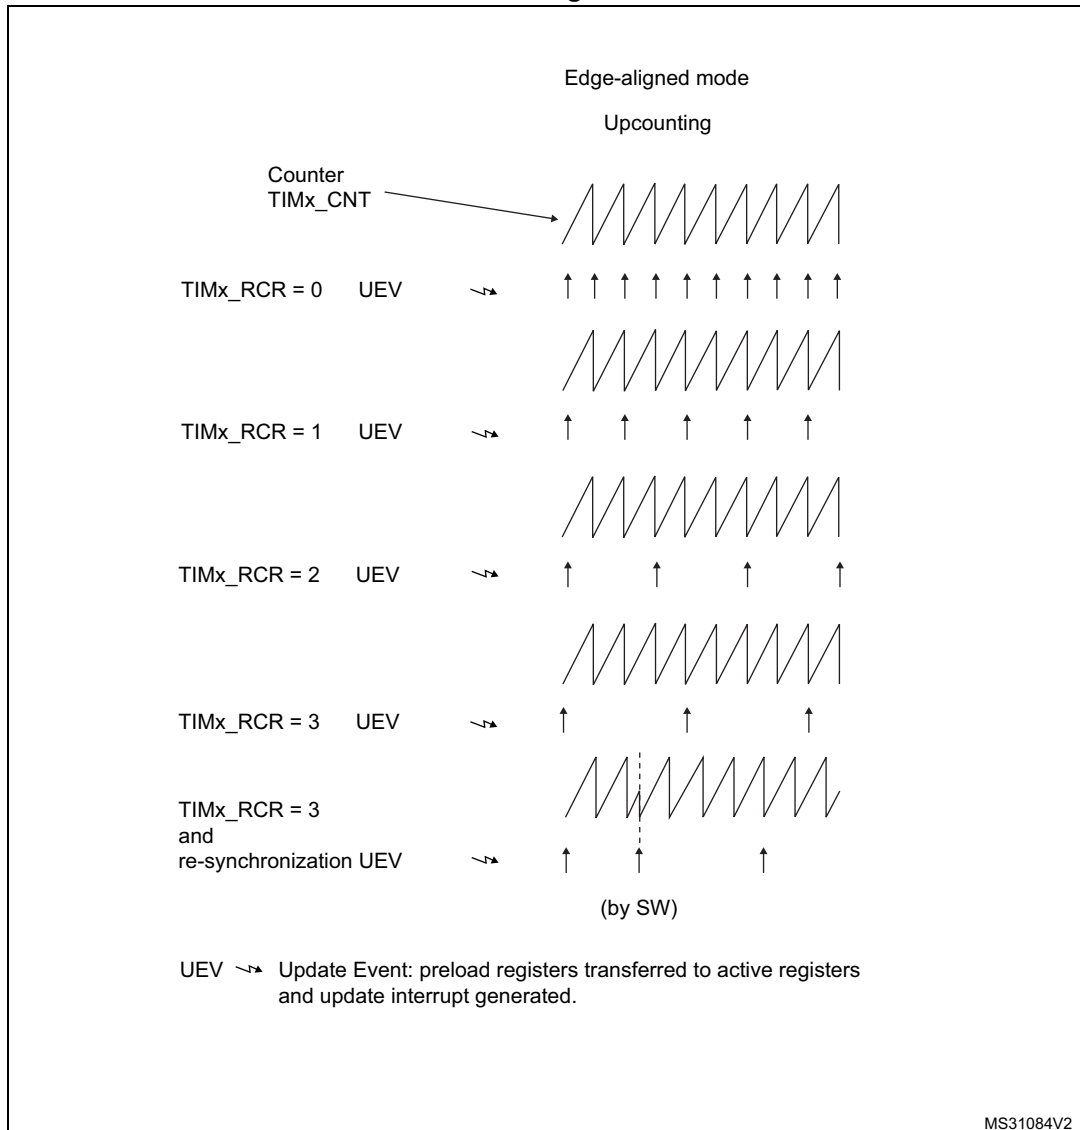 Edge-aligned mode
Upcounting
Counter
TIMx_CNT
TIMx_RCR = 0 UEV
TIMx_RCR = 1 UEV
TIMx_RCR = 2 UEV
TIMx_RCR = 3 UEV
TIMx_RCR = 3
and
re-synchronization UEV
(by SW)
UEV Update Event: preload registers transferred to active registers
and update interrupt generated.
MS31084V2